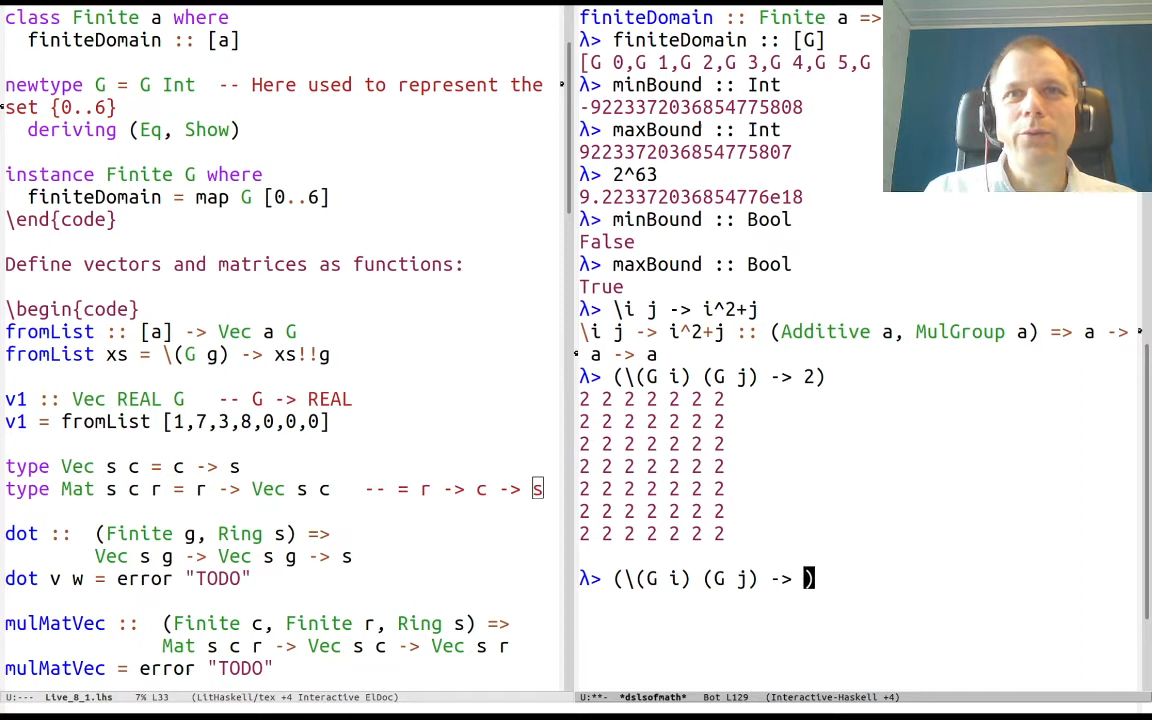 class Finite a where
  finiteDomain :: [a]
newtype G = G Int  -- Here used to represent the
set {0..6}
  deriving (Eq, Show)
instance Finite G where
  finiteDomain = map G [0..6]
\end{code}
Define vectors and matrices as functions:
\begin{code}
fromList :: [a] -> Vec a G
fromList xs = \(G g) -> xs!!g
v1 :: Vec REAL G   -- G -> REAL
v1 = fromList [1,7,3,8,0,0,0]
type Vec s c = c -> s
type Mat s c r = r -> Vec s c   -- = r -> c -> s
dot ::  (Finite g, Ring s) =>
        Vec s g -> Vec s g -> s
dot v w = error "TODO"
mulMatVec ::  (Finite c, Finite r, Ring s) =>
              Mat s c r -> Vec s c -> Vec s r
mulMatVec = error "TODO"
U:---  Live_8_1.lhs    7% L33    (LitHaskell/tex +4 Interactive ElDoc)
finiteDomain :: Finite a =>
λ> finiteDomain :: [G]
[G 0,G 1,G 2,G 3,G 4,G 5,G
λ> minBound :: Int
-9223372036854775808
λ> maxBound :: Int
9223372036854775807
λ> 2^63
9.223372036854776e18
λ> minBound :: Bool
False
λ> maxBound :: Bool
True
λ> \i j -> i^2+j
\i j -> i^2+j :: (Additive a, MulGroup a) => a ->
 a -> a
λ> (\(G i) (G j) -> 2)
2 2 2 2 2 2 2
2 2 2 2 2 2 2
2 2 2 2 2 2 2
2 2 2 2 2 2 2
2 2 2 2 2 2 2
2 2 2 2 2 2 2
2 2 2 2 2 2 2
λ> (\(G i) (G j) -> )
U:**-  *dslsofmath*   Bot L129   (Interactive-Haskell +4)